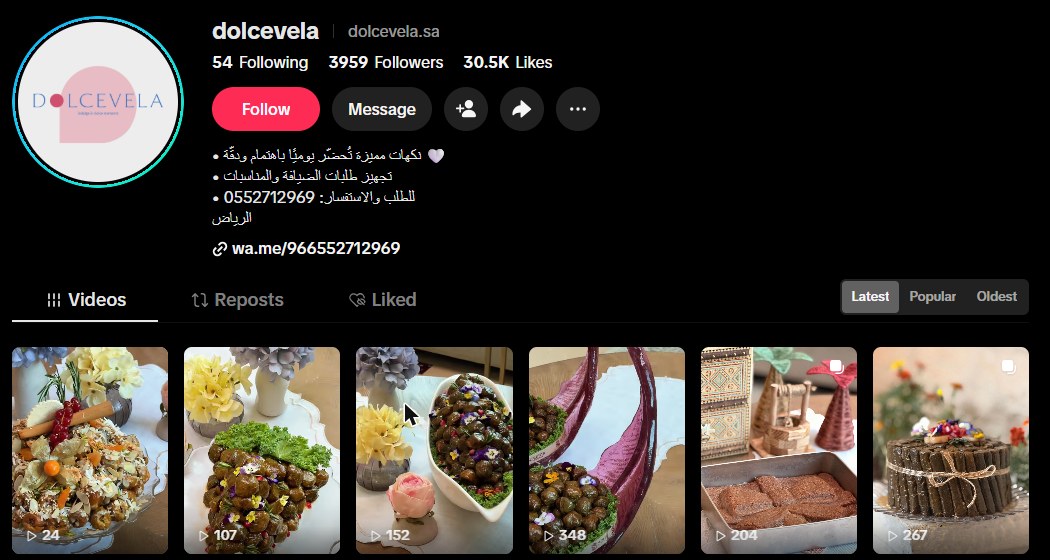 dolcevela
dolcevela.sa
54 Following 3959 Followers 30.5K Likes
Follow
Message
• نكهات مميزة تُحضّر يوميًا باهتمام ودقّة 🤍
• تجهيز طلبات الضيافة والمناسبات
• للطلب والاستفسار: 0552712969
الرياض
wa.me/966552712969
Videos
Reposts
Liked
Latest
Popular
Oldest
DOLCEVELA
24
107
152
348
204
267